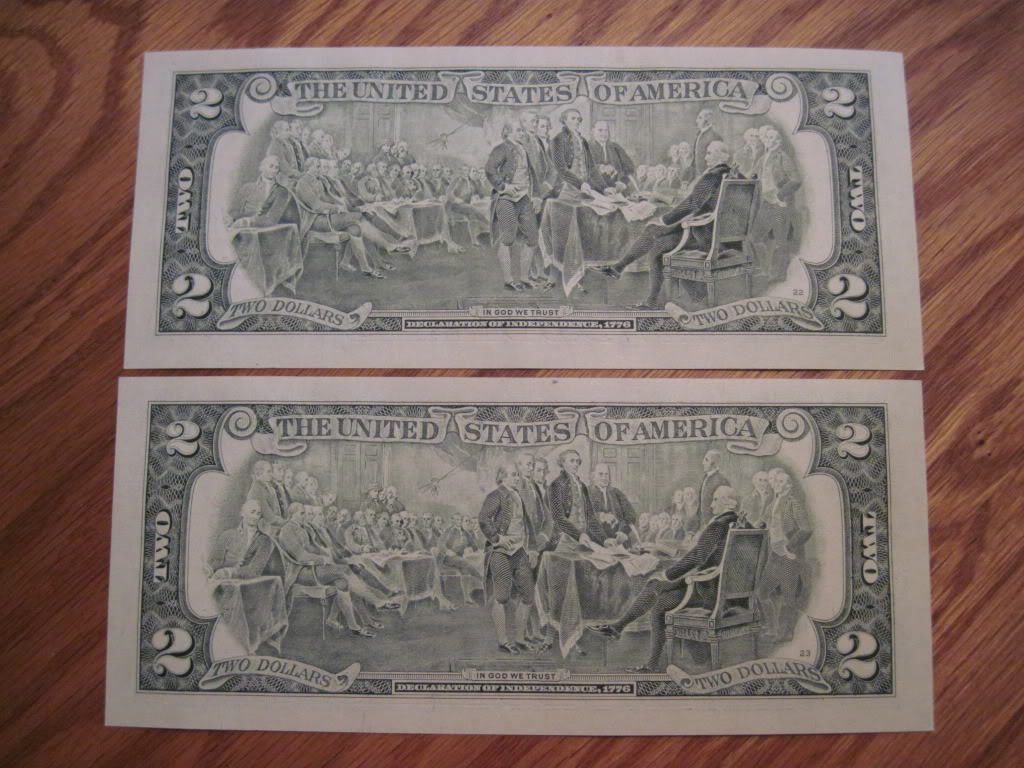 2 THE UNITED STATES OF AMERICA 2
TWO TWO
22
2 TWO DOLLARS IN GOD WE TRUST TWO DOLLARS 2
DECLARATION OF INDEPENDENCE, 1776
2 THE UNITED STATES OF AMERICA 2
TWO TWO
23
2 TWO DOLLARS IN GOD WE TRUST TWO DOLLARS 2
DECLARATION OF INDEPENDENCE, 1776